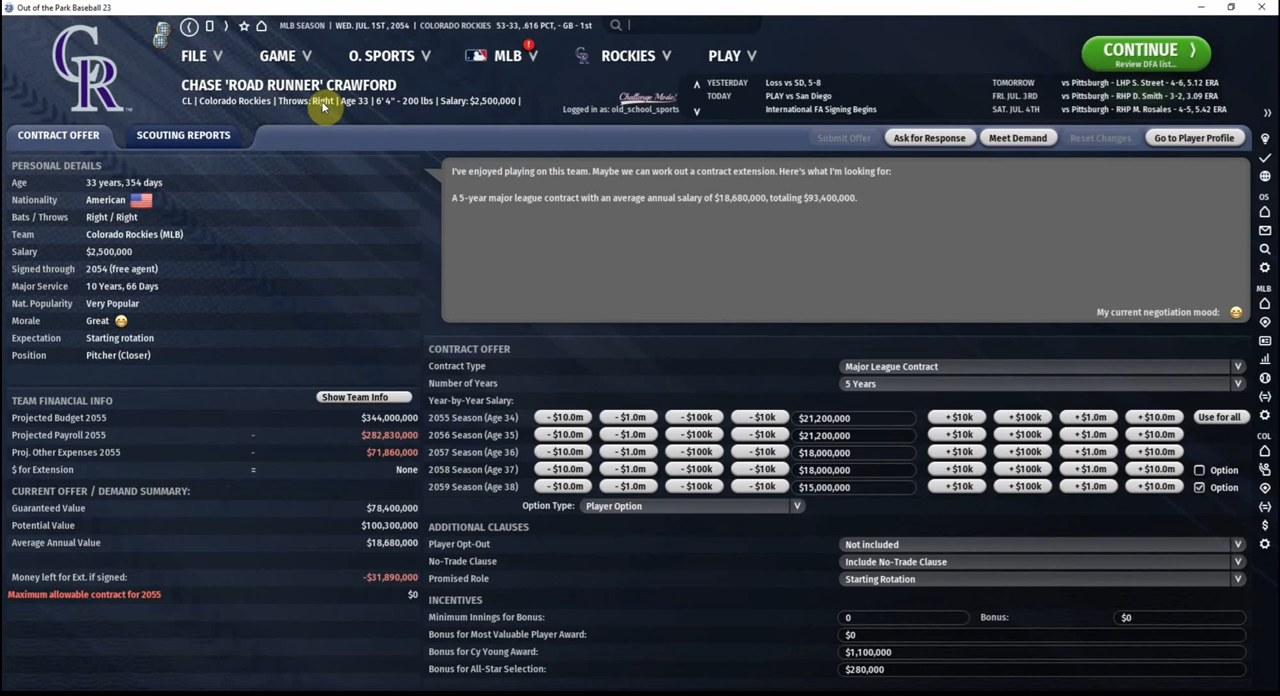 Out of the Park Baseball 23
MLB SEASON | WED. JUL. 1ST, 2054 | COLORADO ROCKIES 53-33, .616 PCT, - GB - 1st
FILE GAME O. SPORTS MLB ROCKIES PLAY
CONTINUE
Review DFA list...
CHASE 'ROAD RUNNER' CRAWFORD
CL | Colorado Rockies | Throws: Right | Age 33 | 6' 4" - 200 lbs | Salary: $2,500,000 |
Challenge Mode!
Logged in as: old_school_sports
YESTERDAY Loss vs SD, 5-8
TODAY PLAY vs San Diego
International FA Signing Begins
TOMORROW vs Pittsburgh - LHP S. Street - 4-6, 5.12 ERA
FRI. JUL. 3RD vs Pittsburgh - RHP D. Smith - 3-2, 3.09 ERA
SAT. JUL. 4TH vs Pittsburgh - RHP M. Rosales - 4-5, 5.42 ERA
CONTRACT OFFER SCOUTING REPORTS
Submit Offer Ask for Response Meet Demand Reset Changes Go to Player Profile
PERSONAL DETAILS
Age 33 years, 354 days
Nationality American
Bats / Throws Right / Right
Team Colorado Rockies (MLB)
Salary $2,500,000
Signed through 2054 (free agent)
Major Service 10 Years, 66 Days
Nat. Popularity Very Popular
Morale Great
Expectation Starting rotation
Position Pitcher (Closer)
I've enjoyed playing on this team. Maybe we can work out a contract extension. Here's what I'm looking for:
A 5-year major league contract with an average annual salary of $18,680,000, totaling $93,400,000.
My current negotiation mood:
TEAM FINANCIAL INFO Show Team Info
Projected Budget 2055 $344,000,000
Projected Payroll 2055 - $282,830,000
Proj. Other Expenses 2055 - $71,860,000
$ for Extension = None
CURRENT OFFER / DEMAND SUMMARY:
Guaranteed Value $78,400,000
Potential Value $100,300,000
Average Annual Value $18,680,000
Money left for Ext. if signed: -$31,890,000
Maximum allowable contract for 2055 $0
CONTRACT OFFER
Contract Type Major League Contract
Number of Years 5 Years
Year-by-Year Salary:
2055 Season (Age 34) - $10.0m - $1.0m - $100k - $10k $21,200,000 + $10k + $100k + $1.0m + $10.0m Use for all
2056 Season (Age 35) - $10.0m - $1.0m - $100k - $10k $21,200,000 + $10k + $100k + $1.0m + $10.0m
2057 Season (Age 36) - $10.0m - $1.0m - $100k - $10k $18,000,000 + $10k + $100k + $1.0m + $10.0m
2058 Season (Age 37) - $10.0m - $1.0m - $100k - $10k $18,000,000 + $10k + $100k + $1.0m + $10.0m Option
2059 Season (Age 38) - $10.0m - $1.0m - $100k - $10k $15,000,000 + $10k + $100k + $1.0m + $10.0m Option
Option Type: Player Option
ADDITIONAL CLAUSES
Player Opt-Out Not included
No-Trade Clause Include No-Trade Clause
Promised Role Starting Rotation
INCENTIVES
Minimum Innings for Bonus: 0 Bonus: $0
Bonus for Most Valuable Player Award: $0
Bonus for Cy Young Award: $1,100,000
Bonus for All-Star Selection: $280,000
OS
MLB
COL
CR